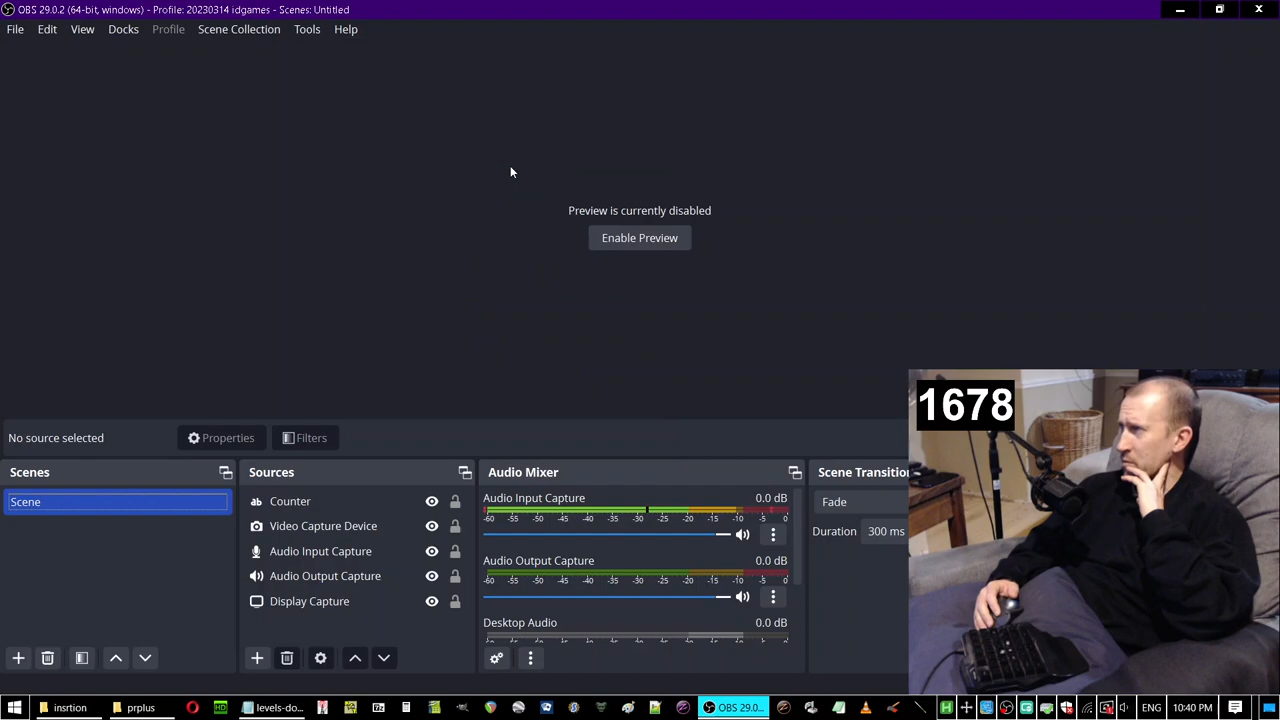 OBS 29.0.2 (64-bit, windows) - Profile: 20230314 idgames - Scenes: Untitled
File Edit View Docks Profile Scene Collection Tools Help
Preview is currently disabled
Enable Preview
1678
No source selected Properties Filters
Scenes Sources Audio Mixer Scene Transitio
Scene
ab Counter
Video Capture Device
Audio Input Capture
Audio Output Capture
Display Capture
Audio Input Capture 0.0 dB
-60 -55 -50 -45 -40 -35 -30 -25 -20 -15 -10 -5 0
Audio Output Capture 0.0 dB
-60 -55 -50 -45 -40 -35 -30 -25 -20 -15 -10 -5 0
Desktop Audio 0.0 dB
Fade
Duration 300 ms
insrtion prplus HD levels-do... OBS 29.0... ENG 10:40 PM